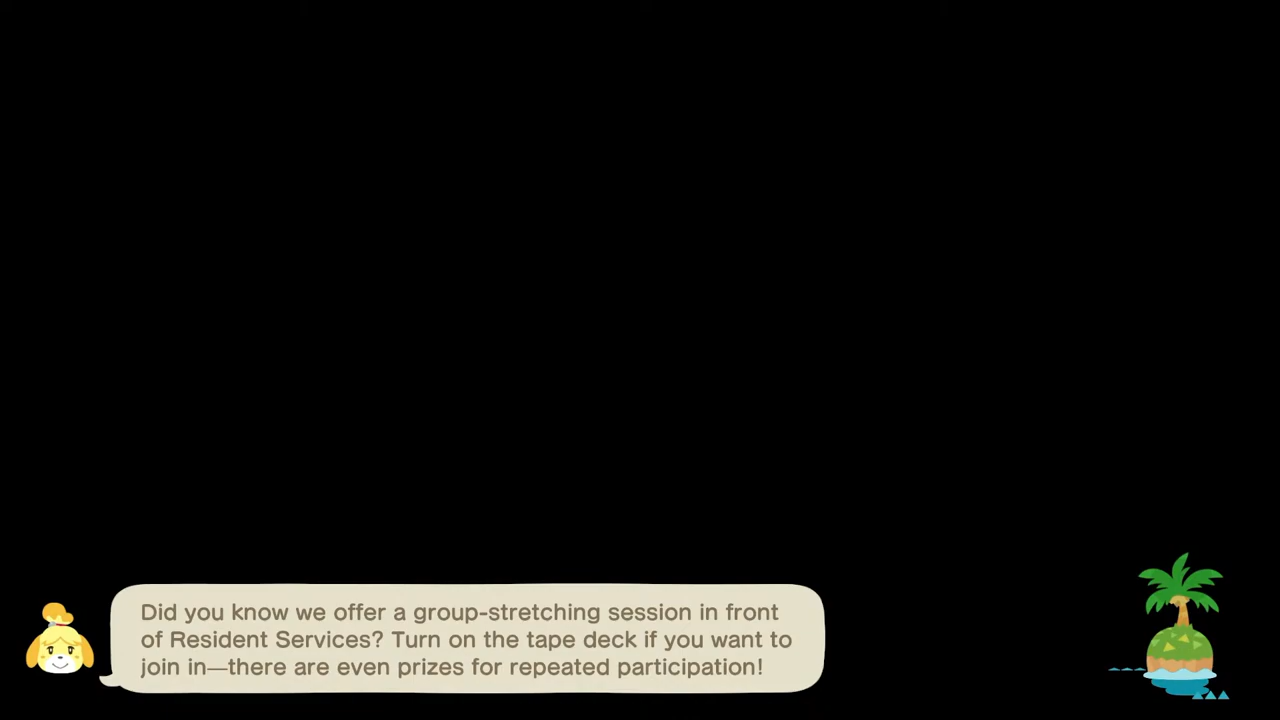 Did you know we offer a group-stretching session in front
of Resident Services? Turn on the tape deck if you want to
join in—there are even prizes for repeated participation!